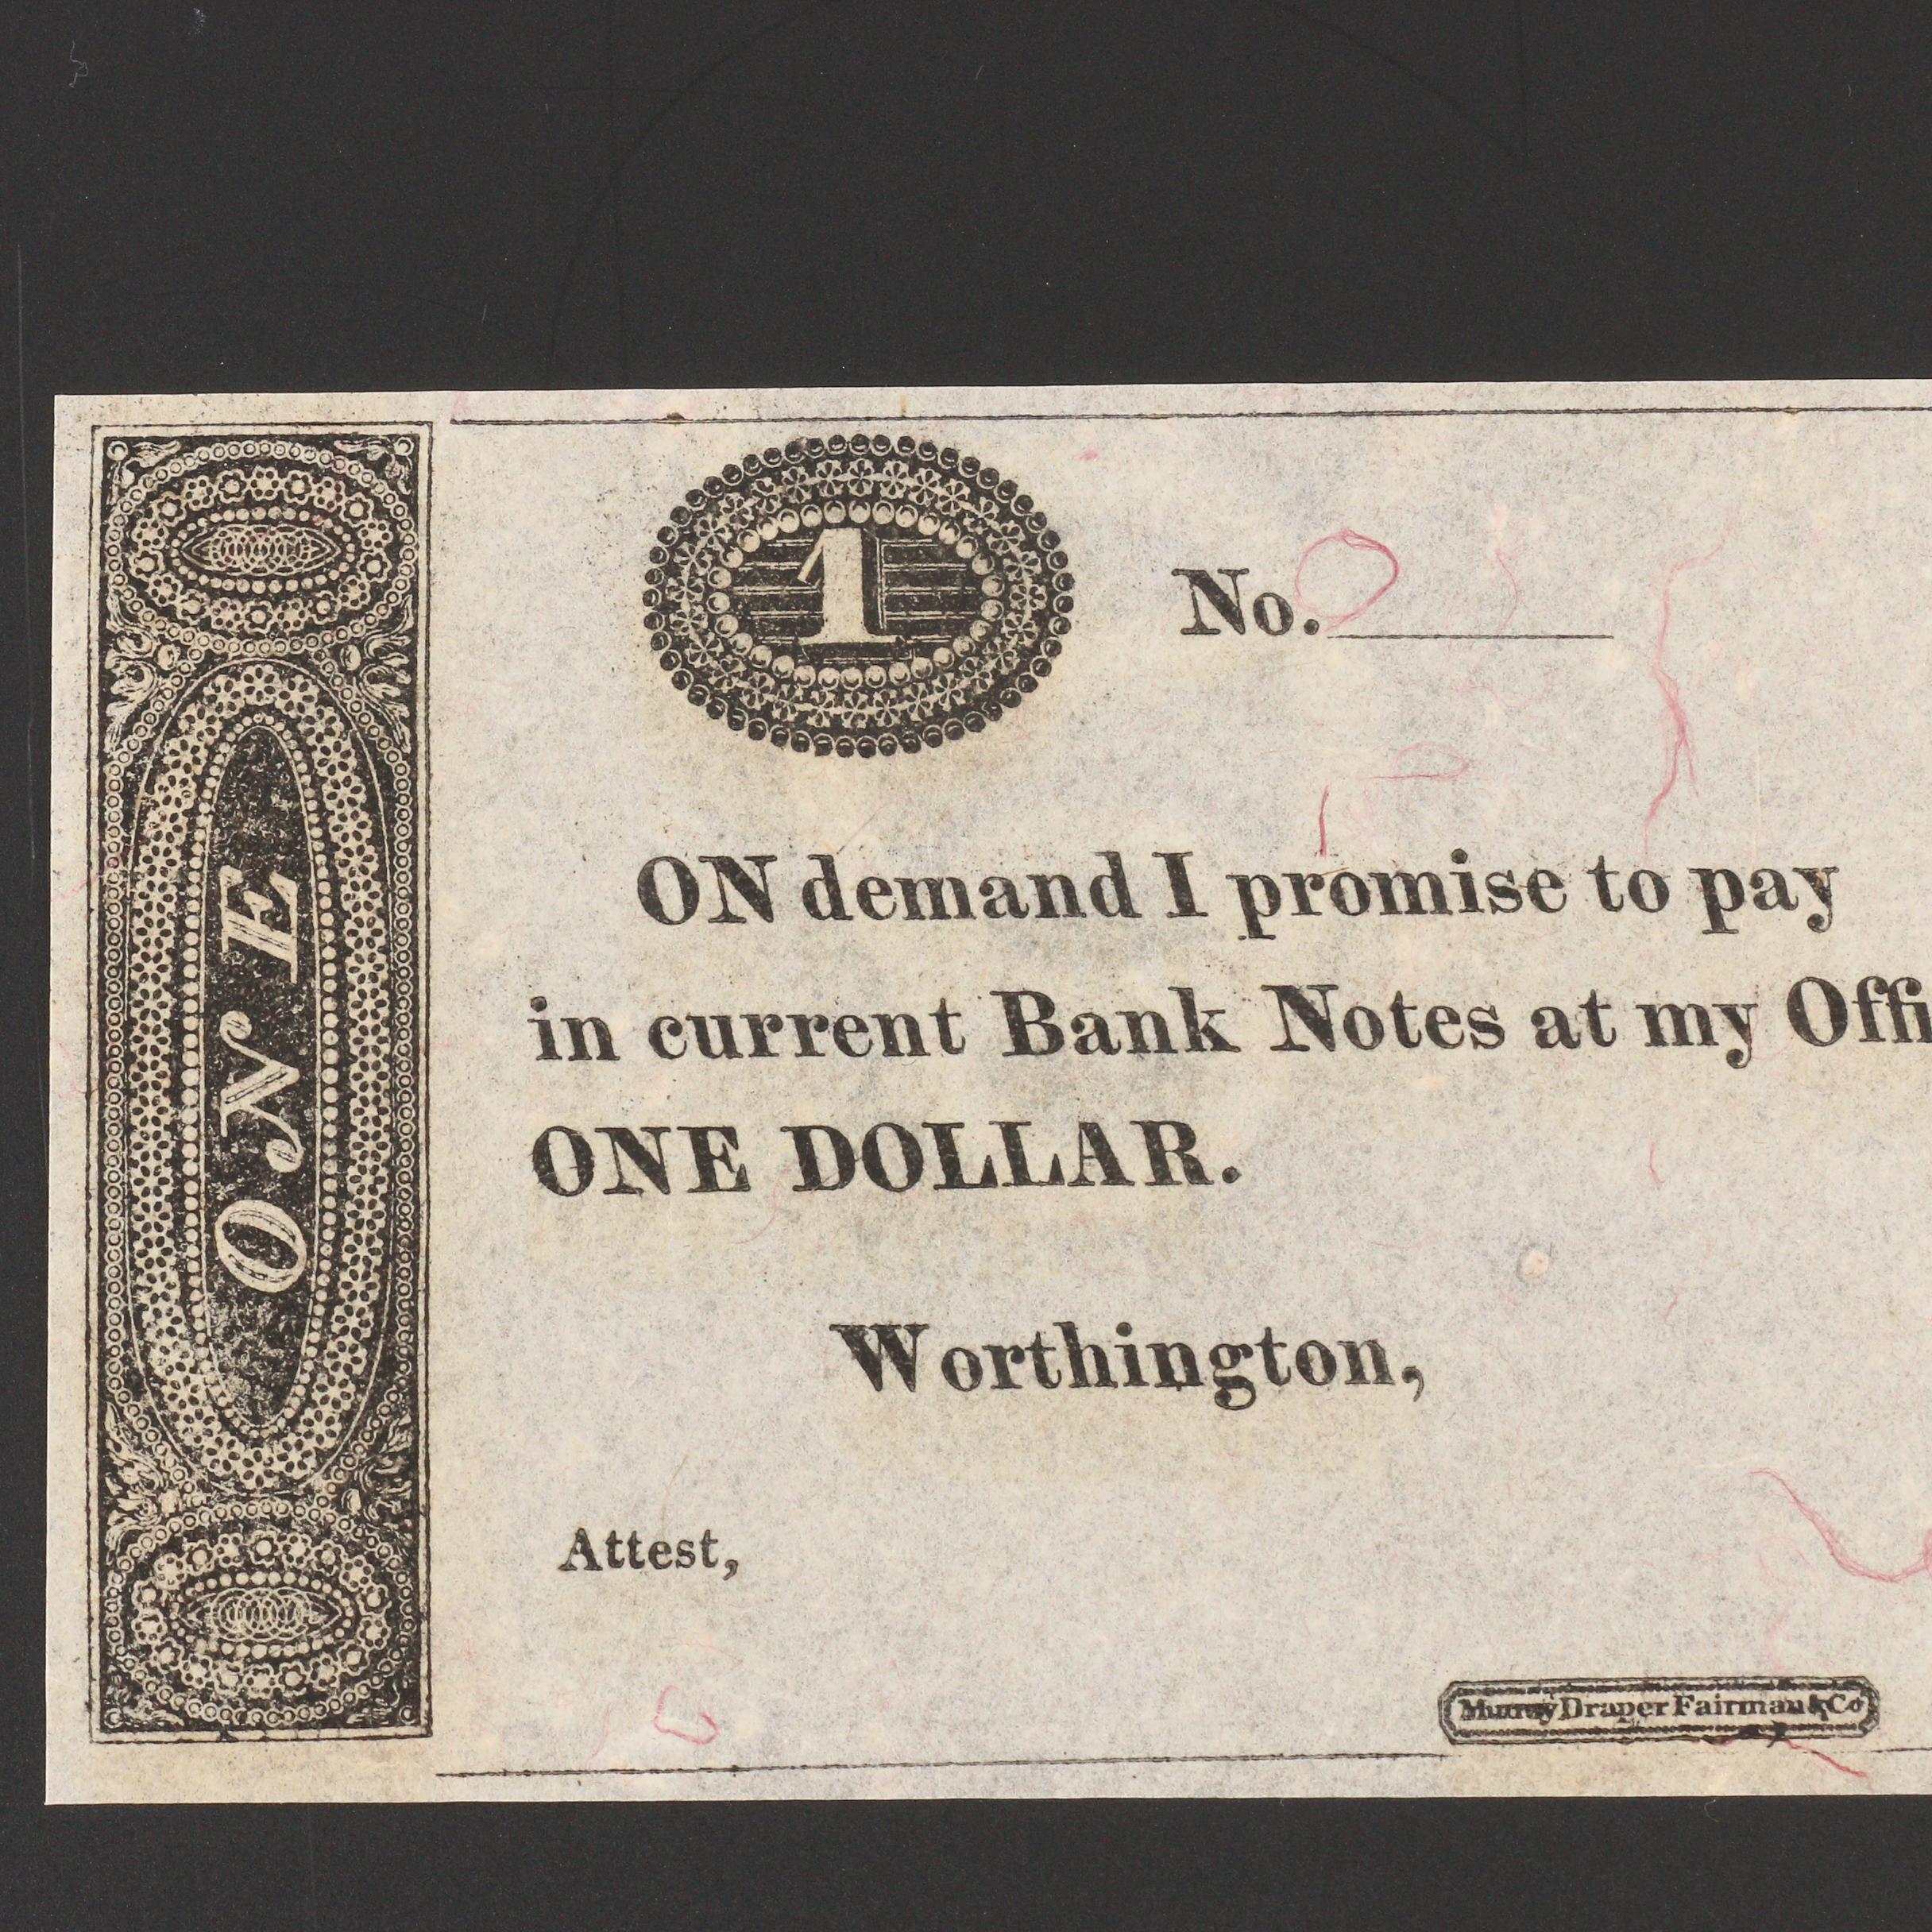 ONE
1
No.
ON demand I promise to pay
in current Bank Notes at my Offi
ONE DOLLAR.
Worthington,
Attest,
Murray Draper Fairman & Co